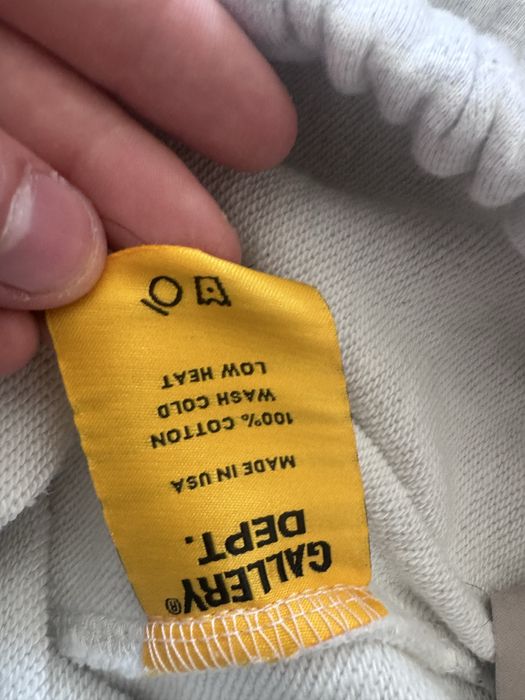 GALLERY®
DEPT.
MADE IN USA
100% COTTON
WASH COLD
LOW HEAT